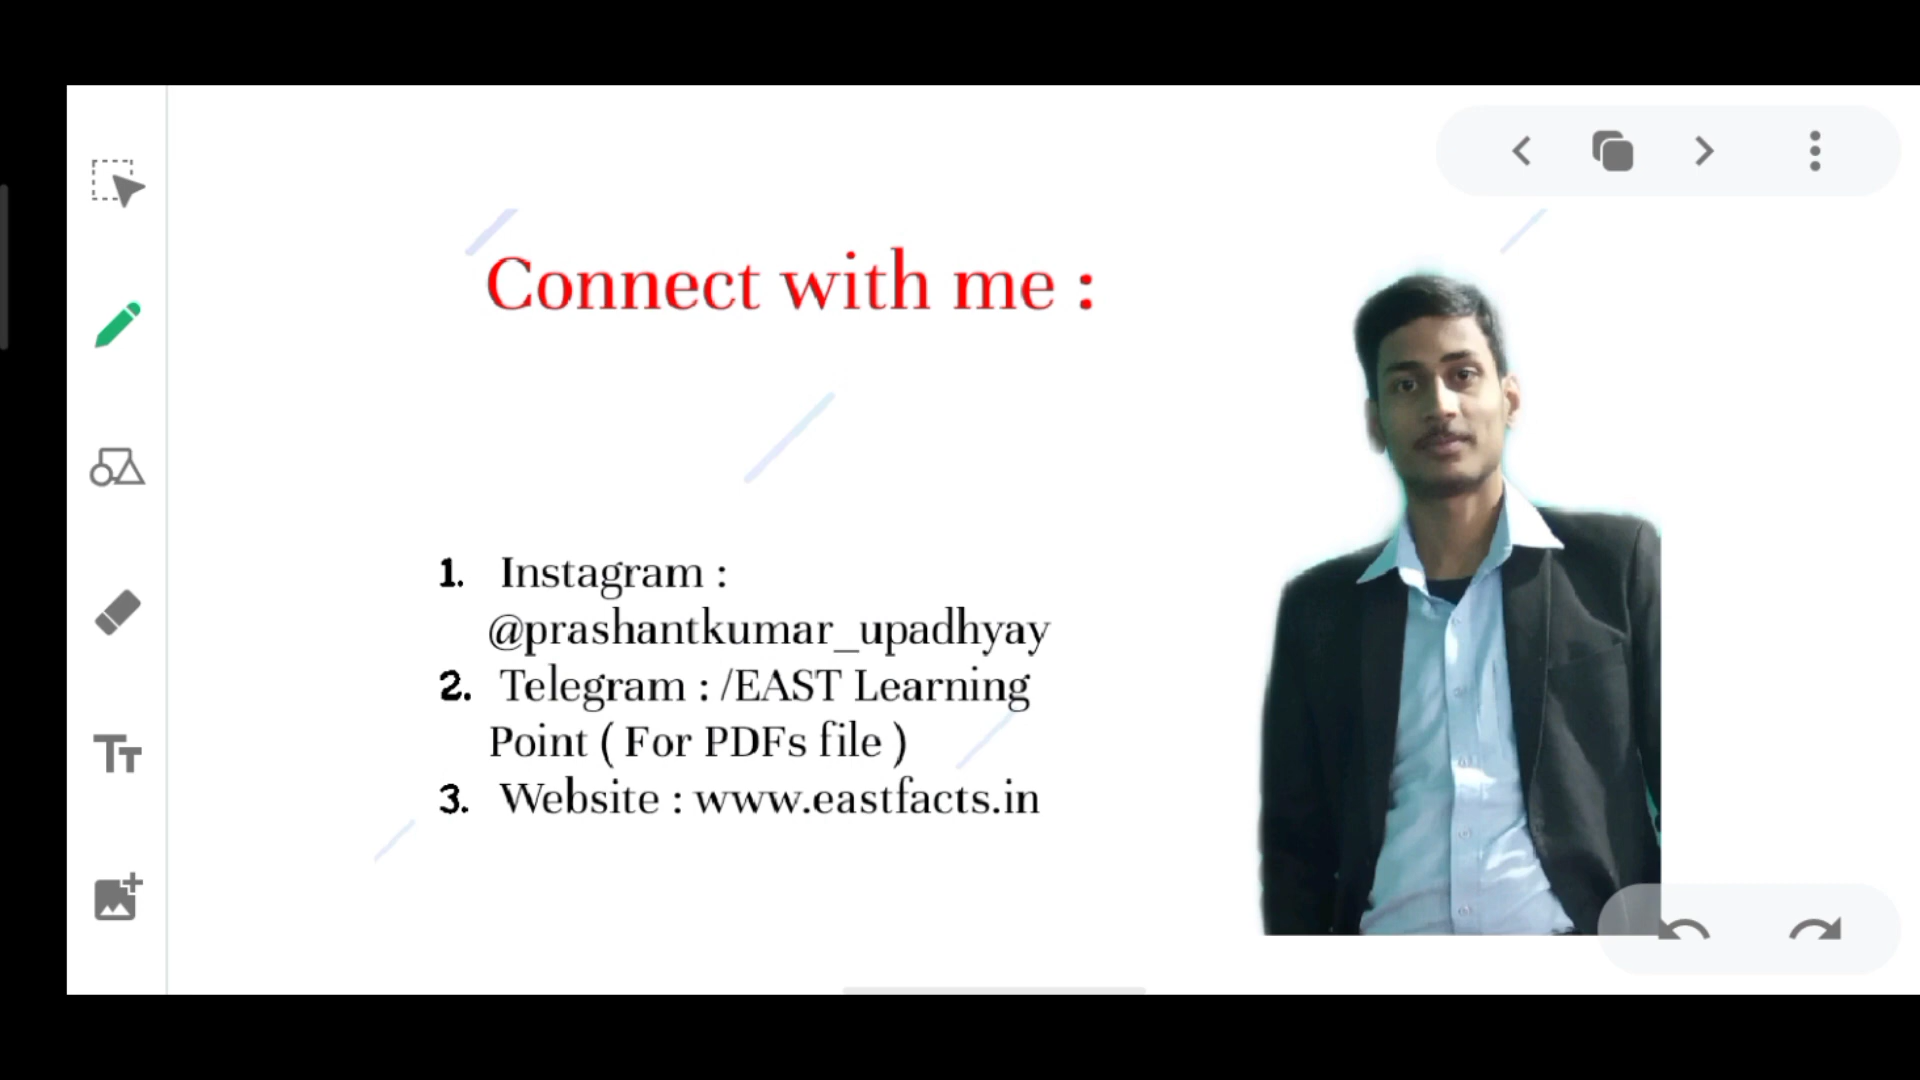 Connect with me :
1. Instagram :
@prashantkumar_upadhyay
2. Telegram : /EAST Learning
Point ( For PDFs file )
3. Website : www.eastfacts.in